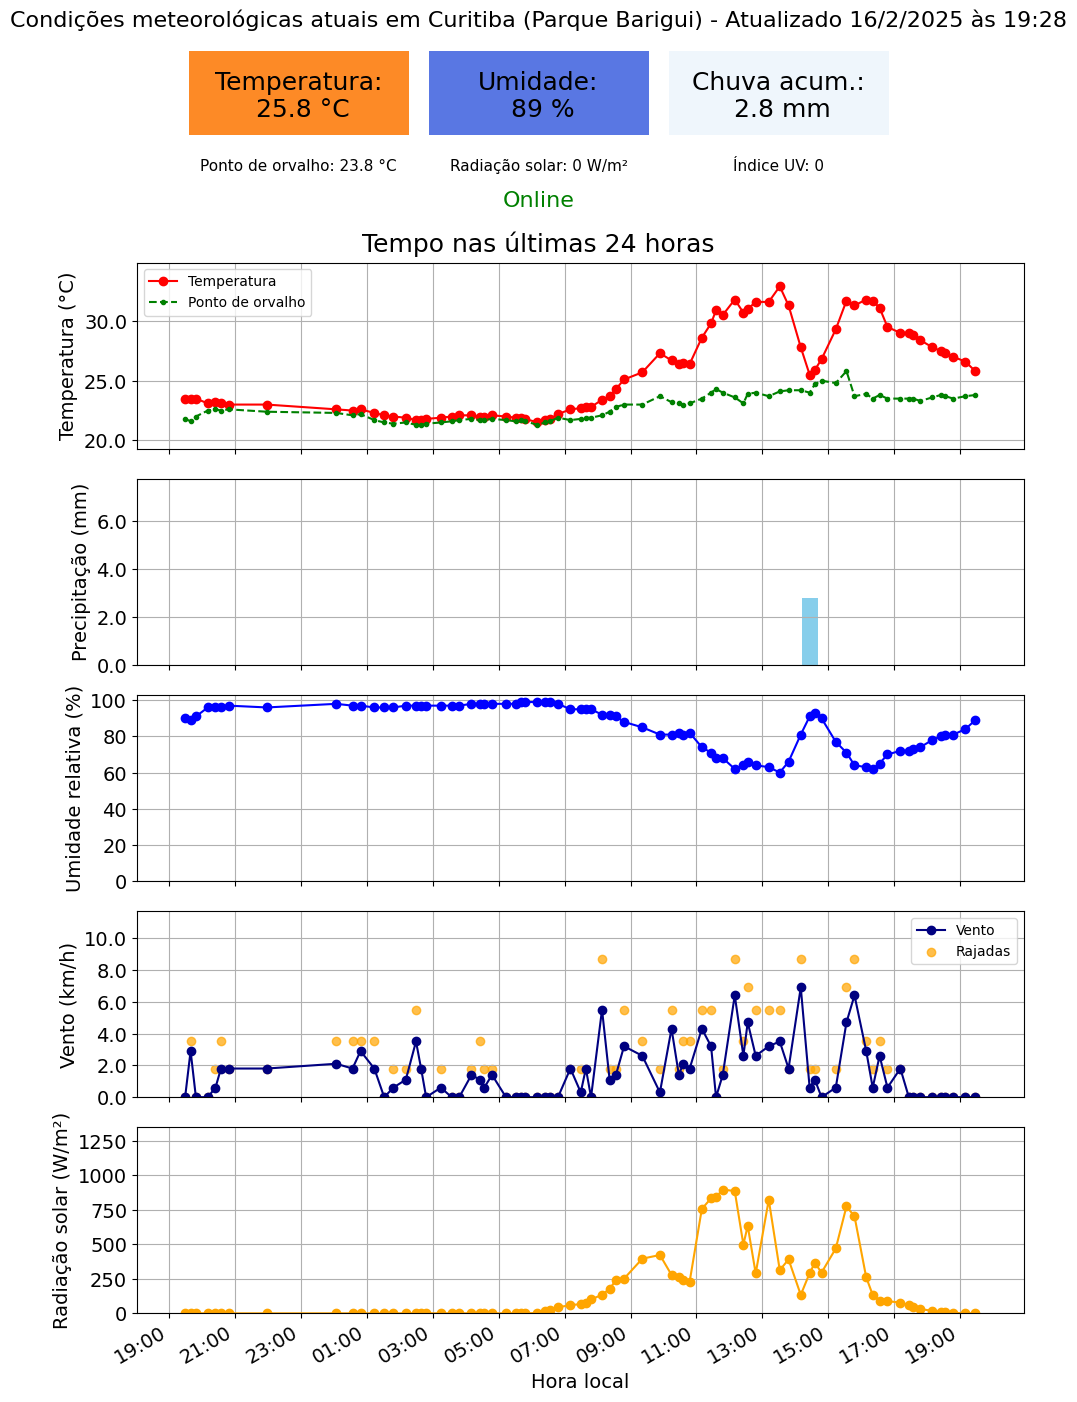 Condições meteorológicas atuais em Curitiba (Parque Barigui) - Atualizado 16/2/2025 às 19:28
Temperatura:
25.8 °C
Umidade:
89 %
Chuva acum.:
2.8 mm
Ponto de orvalho: 23.8 °C
Radiação solar: 0 W/m²
Índice UV: 0
Online
Tempo nas últimas 24 horas
Temperatura (°C)
30.0
25.0
20.0
Temperatura
Ponto de orvalho
Precipitação (mm)
6.0
4.0
2.0
0.0
Umidade relativa (%)
100
80
60
40
20
0
Vento (km/h)
10.0
8.0
6.0
4.0
2.0
0.0
Vento
Rajadas
Radiação solar (W/m²)
1250
1000
750
500
250
0
19:00
21:00
23:00
01:00
03:00
05:00
07:00
09:00
11:00
13:00
15:00
17:00
19:00
Hora local